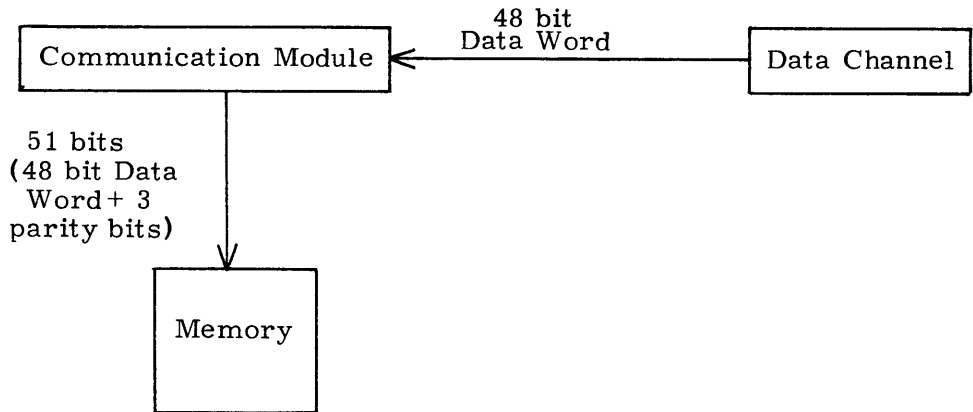 48 bit
Data Word
Communication Module
Data Channel
51 bits
(48 bit Data
Word+ 3
parity bits)
Memory